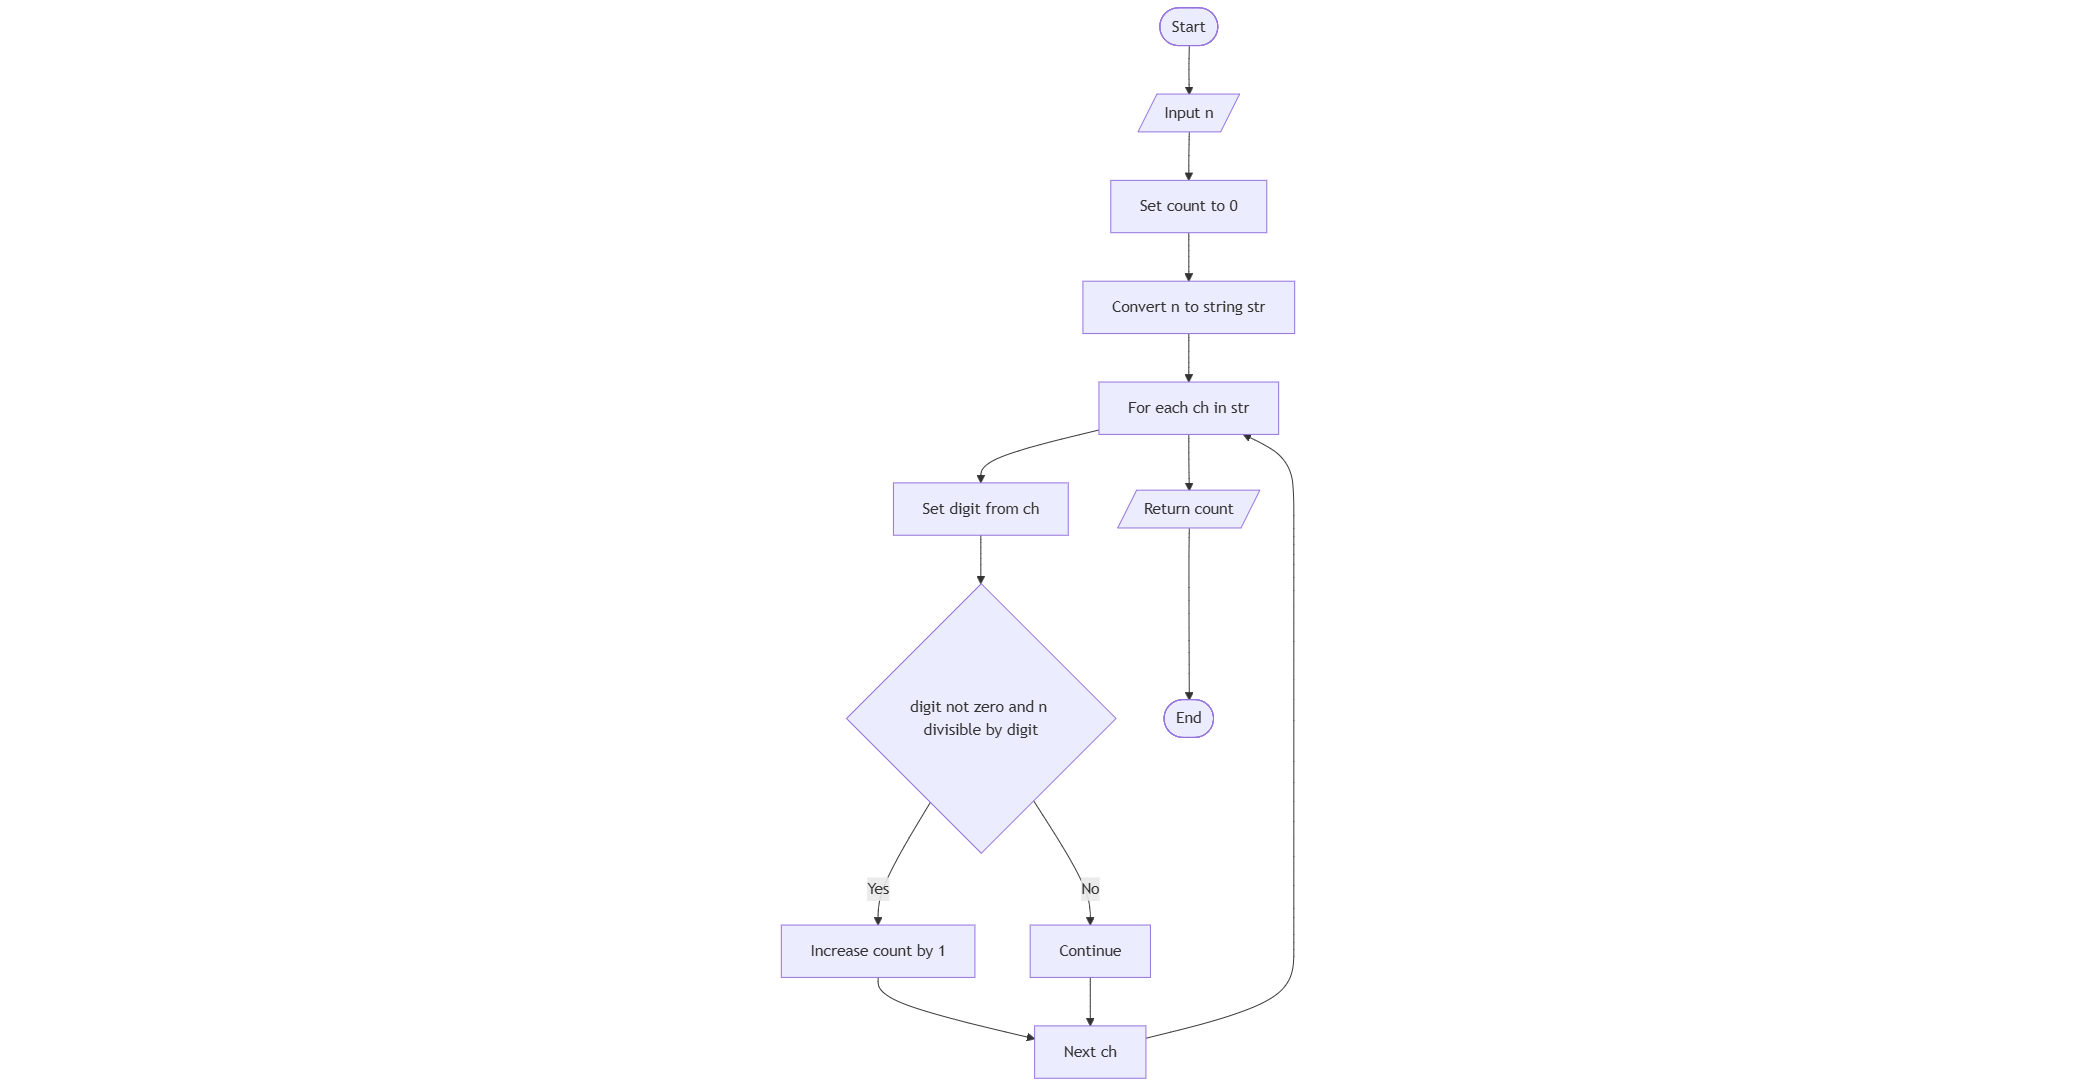 Start
Input n
Set count to 0
Convert n to string str
For each ch in str
Set digit from ch
Return count
digit not zero and n
divisible by digit
End
Yes
No
Increase count by 1
Continue
Next ch